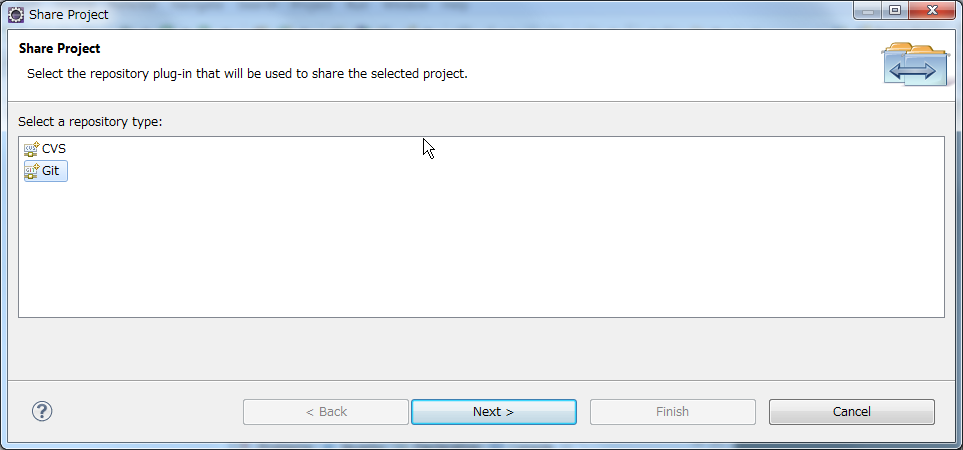 Share Project
Share Project
Select the repository plug-in that will be used to share the selected project.
Select a repository type:
CVS
Git
< Back
Next >
Finish
Cancel